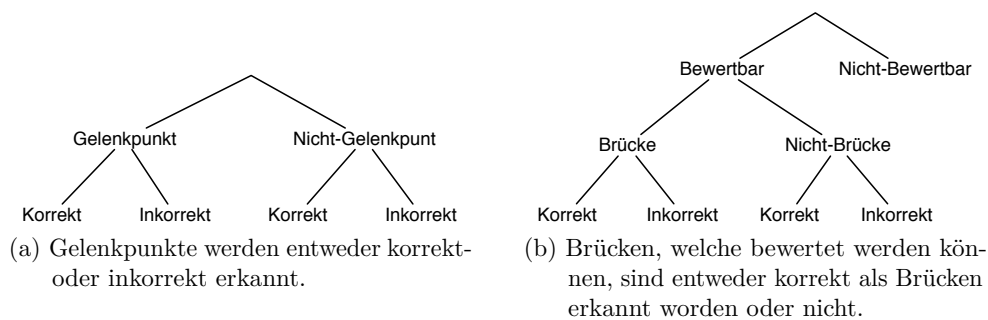 Gelenkpunkt
Nicht-Gelenkpunt
Korrekt
Inkorrekt
Korrekt
Inkorrekt
(a) Gelenkpunkte werden entweder korrekt-
oder inkorrekt erkannt.
Bewertbar
Nicht-Bewertbar
Brücke
Nicht-Brücke
Korrekt
Inkorrekt
Korrekt
Inkorrekt
(b) Brücken, welche bewertet werden kön-
nen, sind entweder korrekt als Brücken
erkannt worden oder nicht.